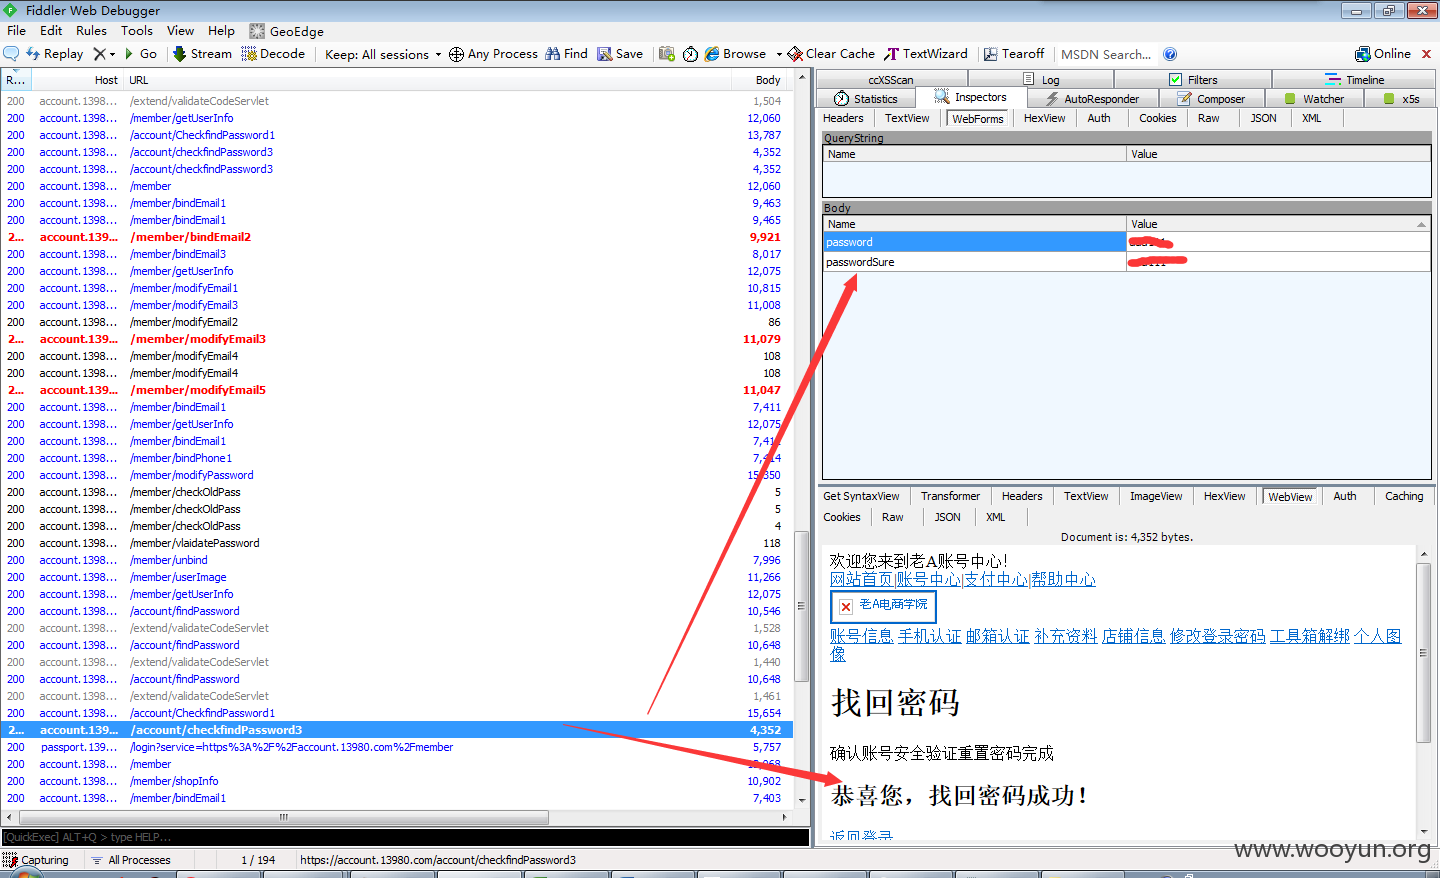 Fiddler Web Debugger
File Edit Rules Tools View Help GeoEdge
Replay Go Stream Decode Keep: All sessions Any Process Find Save Browse Clear Cache TextWizard Tearoff MSDN Search... Online
R... Host URL Body
200 account.1398... /extend/validateCodeServlet 1,504
200 account.1398... /member/getUserInfo 12,060
200 account.1398... /account/CheckfindPassword1 13,787
200 account.1398... /account/checkfindPassword3 4,352
200 account.1398... /account/checkfindPassword3 4,352
200 account.1398... /member 12,060
200 account.1398... /member/bindEmail1 9,463
200 account.1398... /member/bindEmail1 9,465
2... account.139... /member/bindEmail2 9,921
200 account.1398... /member/bindEmail3 8,017
200 account.1398... /member/getUserInfo 12,075
200 account.1398... /member/modifyEmail1 10,815
200 account.1398... /member/modifyEmail3 11,008
200 account.1398... /member/modifyEmail2 86
2... account.139... /member/modifyEmail3 11,079
200 account.1398... /member/modifyEmail4 108
200 account.1398... /member/modifyEmail4 108
2... account.139... /member/modifyEmail5 11,047
200 account.1398... /member/bindEmail1 7,411
200 account.1398... /member/getUserInfo 12,075
200 account.1398... /member/bindEmail1
200 account.1398... /member/bindPhone1
200 account.1398... /member/modifyPassword
200 account.1398... /member/checkOldPass 5
200 account.1398... /member/checkOldPass 5
200 account.1398... /member/checkOldPass 4
200 account.1398... /member/vlaidatePassword 118
200 account.1398... /member/unbind 7,996
200 account.1398... /member/userImage 11,266
200 account.1398... /member/getUserInfo 12,075
200 account.1398... /account/findPassword 10,546
200 account.1398... /extend/validateCodeServlet 1,528
200 account.1398... /account/findPassword 10,648
200 account.1398... /extend/validateCodeServlet 1,440
200 account.1398... /account/findPassword 10,648
200 account.1398... /extend/validateCodeServlet 1,461
200 account.1398... /account/CheckfindPassword1 15,654
2... account.139... /account/checkfindPassword3 4,352
200 passport.139... /login?service=https%3A%2F%2Faccount.13980.com%2Fmember 5,757
200 account.1398... /member
200 account.1398... /member/shopInfo 10,902
200 account.1398... /member/bindEmail1 7,403
[QuickExec] ALT+Q > type HELP...
Capturing All Processes 1 / 194 https://account.13980.com/account/checkfindPassword3
ccXSScan Log Filters Timeline
Statistics Inspectors AutoResponder Composer Watcher x5s
Headers TextView WebForms HexView Auth Cookies Raw JSON XML
QueryString
Name Value
Body
Name Value
password
passwordSure
Get SyntaxView Transformer Headers TextView ImageView HexView WebView Auth Caching
Cookies Raw JSON XML
Document is: 4,352 bytes.
欢迎您来到老A账号中心!
网站首页|账号中心|支付中心|帮助中心
老A电商学院
账号信息 手机认证 邮箱认证 补充资料 店铺信息 修改登录密码 工具箱解绑 个人图
像
找回密码
确认账号安全验证重置密码完成
恭喜您，找回密码成功！
返回登录
www.wooyun.org